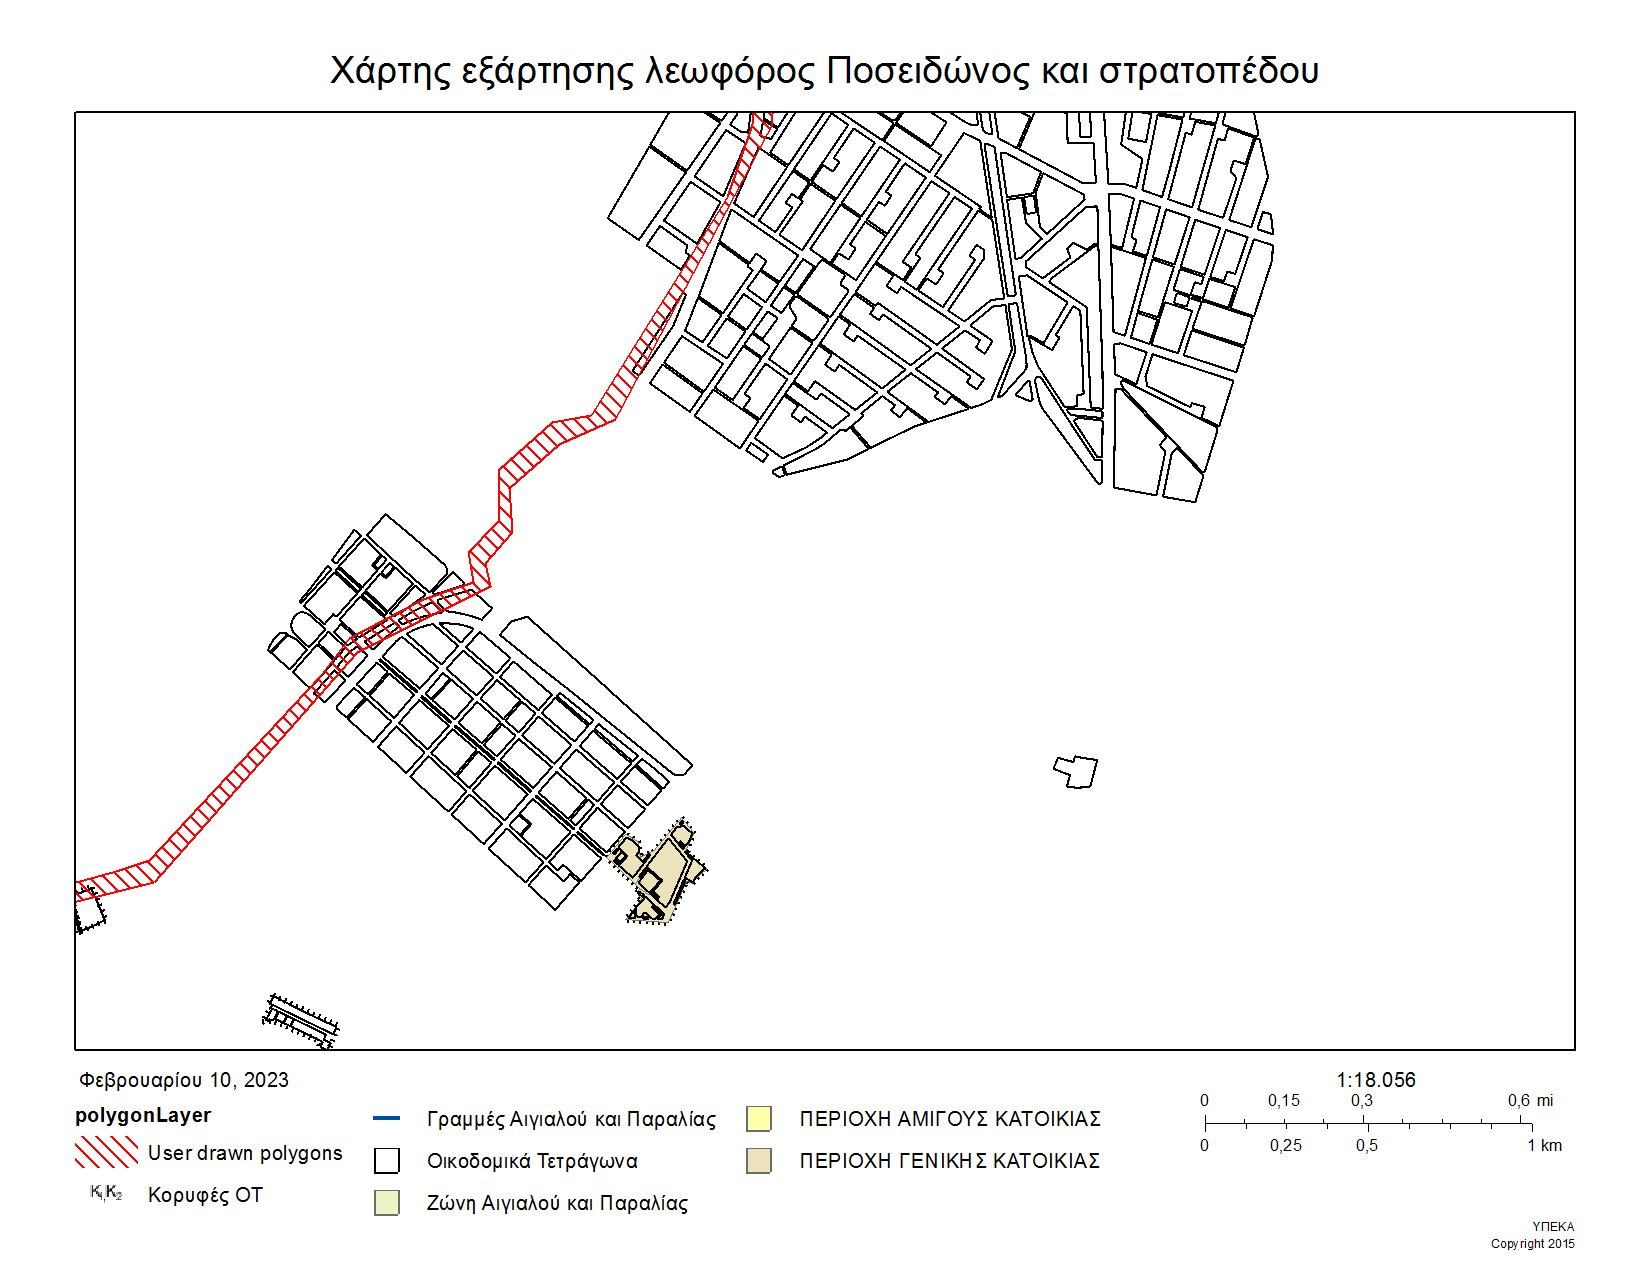 Χάρτης εξάρτησης λεωφόρος Ποσειδώνος και στρατοπέδου
Φεβρουαρίου 10, 2023
polygonLayer
User drawn polygons
Κορυφές ΟΤ
Γραμμές Αιγιαλού και Παραλίας
Οικοδομικά Τετράγωνα
Ζώνη Αιγιαλού και Παραλίας
ΠΕΡΙΟΧΗ ΑΜΙΓΟΥΣ ΚΑΤΟΙΚΙΑΣ
ΠΕΡΙΟΧΗ ΓΕΝΙΚΗΣ ΚΑΤΟΙΚΙΑΣ
1:18.056
0 0,15 0,3 0,6 mi
0 0,25 0,5 1 km
ΥΠΕΚΑ
Copyright 2015